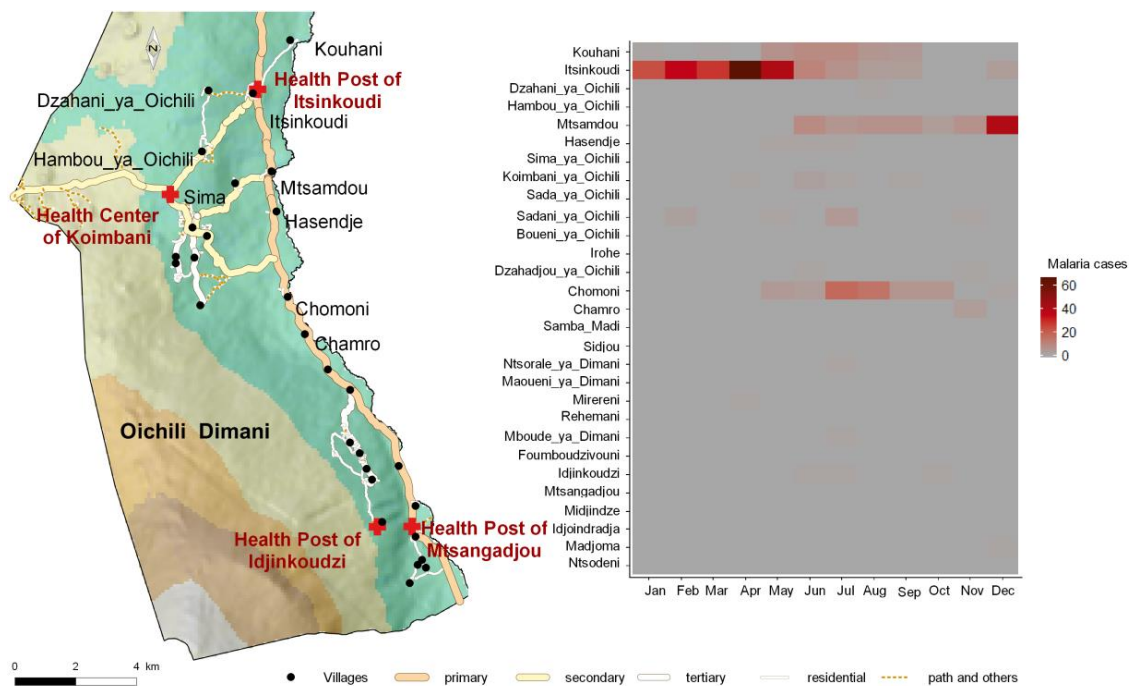 Kouhani
Health Post of
Itsinkoudi
Dzahani_ya_Oichili
Itsinkoudi
Hambou_ya_Oichili
Mtsamdou
Sima
Health Center
of Koimbani
Hasendje
Chomoni
Chamro
Oichili Dimani
Health Post of
Idjinkoudzi
Health Post of
Mtsangadjou
N
0 2 4 km
Villages primary secondary tertiary residential path and others
Kouhani
Itsinkoudi
Dzahani_ya_Oichili
Hambou_ya_Oichili
Mtsamdou
Hasendje
Sima_ya_Oichili
Koimbani_ya_Oichili
Sada_ya_Oichili
Sadani_ya_Oichili
Boueni_ya_Oichili
Irohe
Dzahadjou_ya_Oichili
Chomoni
Chamro
Samba_Madi
Sidjou
Ntsorale_ya_Dimani
Maoueni_ya_Dimani
Mirereni
Rehemani
Mboude_ya_Dimani
Foumboudzivouni
Idjinkoudzi
Mtsangadjou
Midjindze
Idjoindradja
Madjoma
Ntsodeni
Jan Feb Mar Apr May Jun Jul Aug Sep Oct Nov Dec
Malaria cases
60
40
20
0